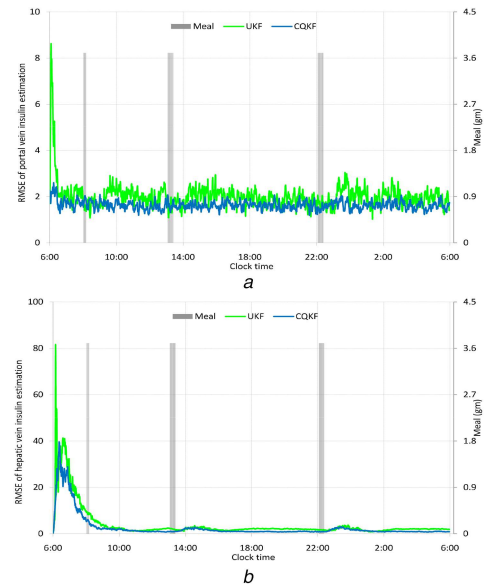 10 4.5
Meal UKF CQKF
8 3.6
6 2.7
4 1.8
2 0.9
0 0
RMSE of portal vein insulin estimation
Meal (gm)
6:00 10:00 14:00 18:00 22:00 2:00 6:00
Clock time
a
100 4.5
Meal UKF CQKF
80 3.6
60 2.7
40 1.8
20 0.9
0 0
RMSE of hepatic vein insulin estimation
Meal (gm)
6:00 10:00 14:00 18:00 22:00 2:00 6:00
Clock time
b